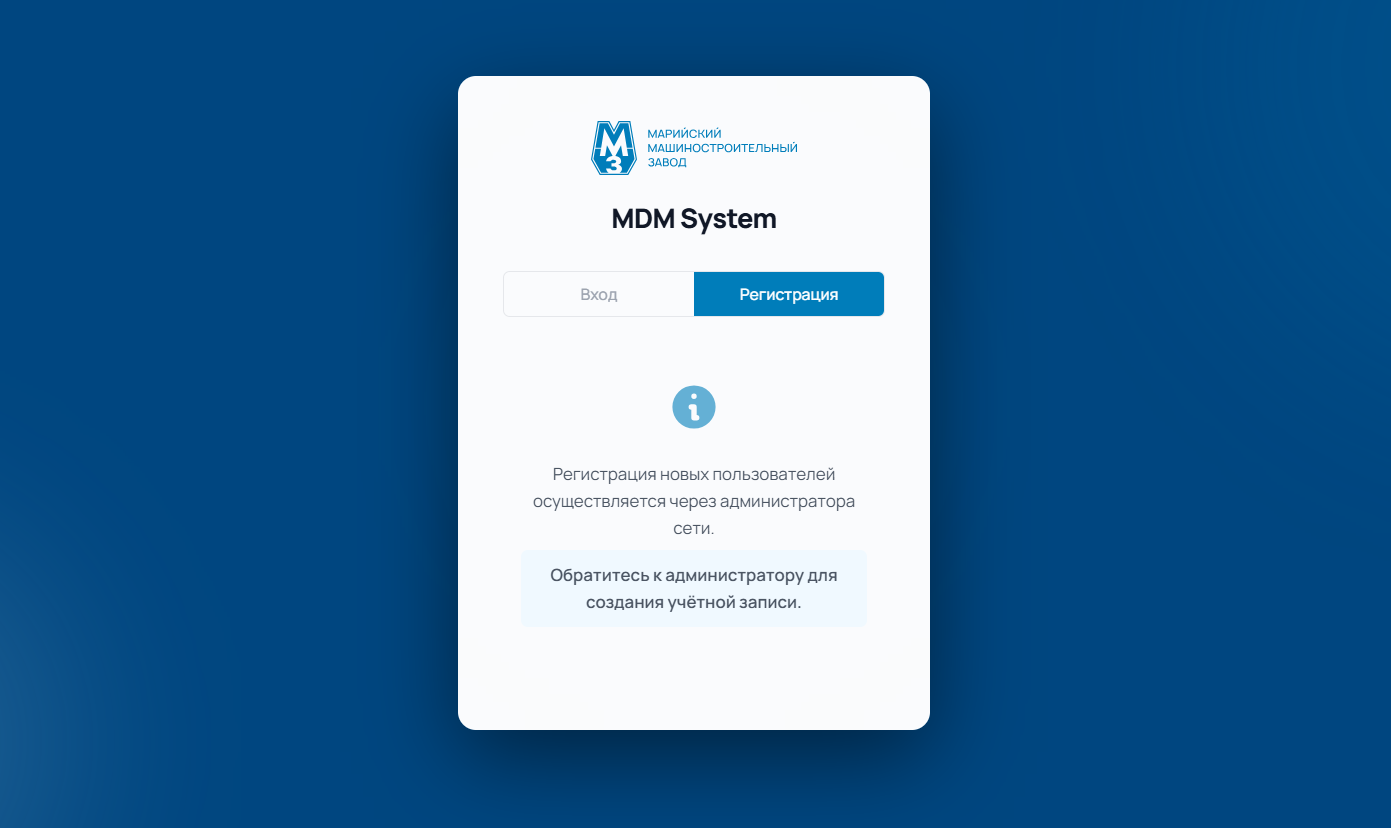 МЗ
МАРИЙСКИЙ
МАШИНОСТРОИТЕЛЬНЫЙ
ЗАВОД
MDM System
Вход
Регистрация
Регистрация новых пользователей
осуществляется через администратора
сети.
Обратитесь к администратору для
создания учётной записи.